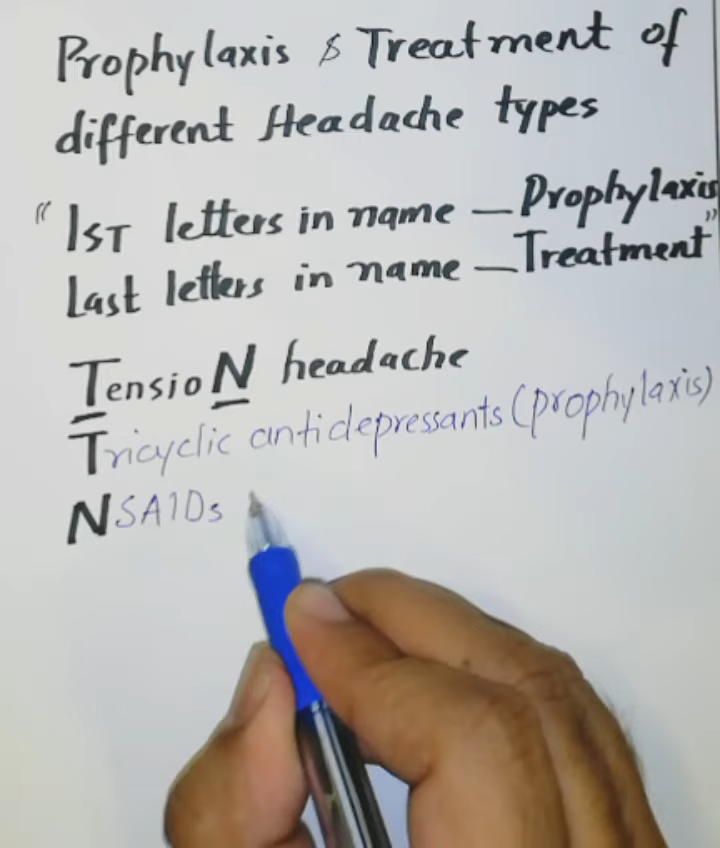 Prophylaxis & Treatment of
different Headache types
"1ST letters in name — Prophylaxis
Last letters in name — Treatment"
TensioN headache
Tricyclic antidepressants (prophylaxis)
NSAIDs